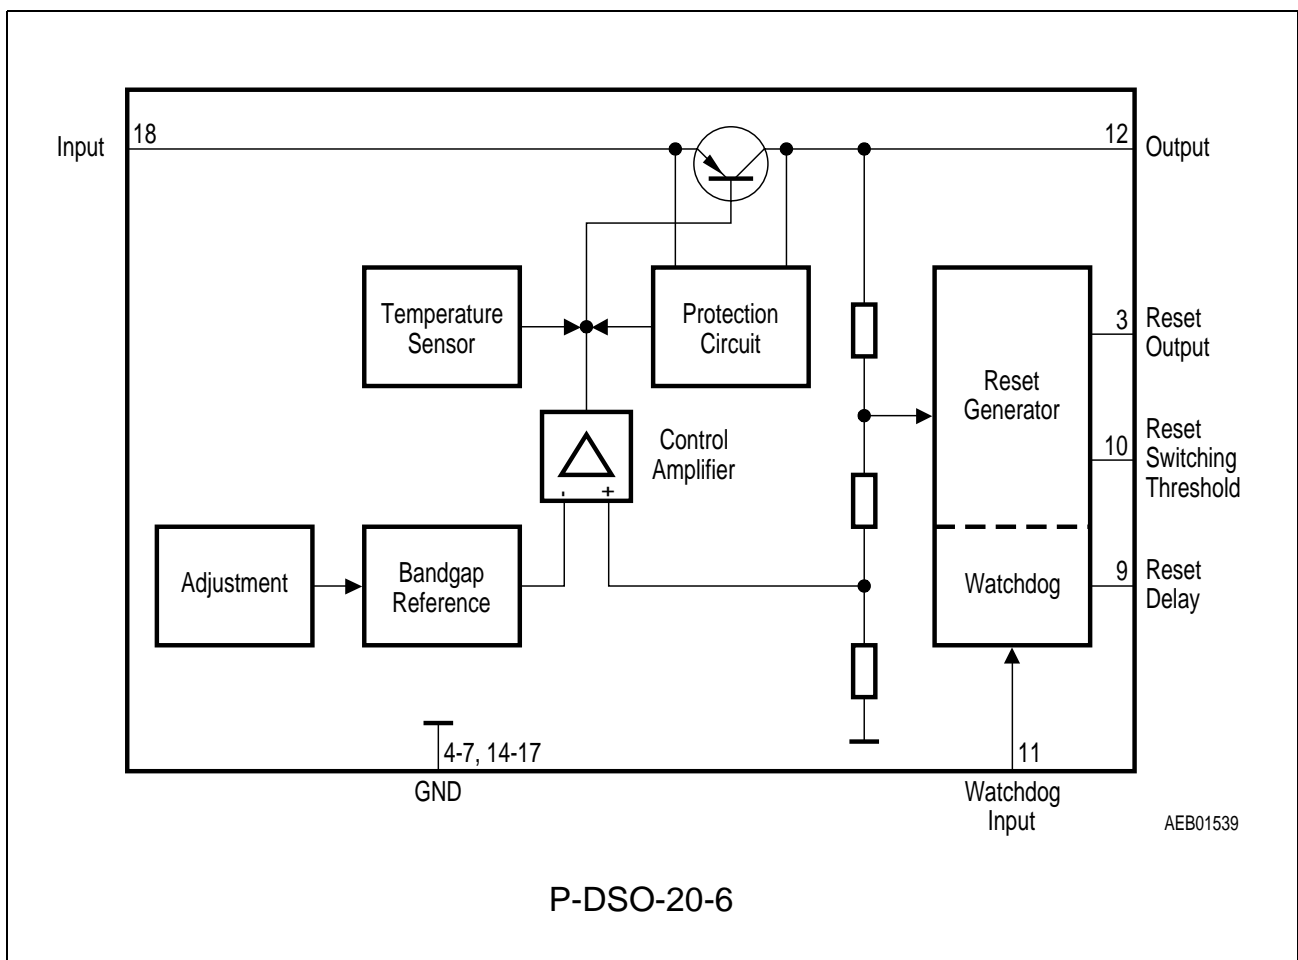 18
12
Input
Output
Temperature
Sensor
Protection
Circuit
3
Reset
Output
Reset
Generator
Control
Amplifier
10
Reset
Switching
Threshold
- +
Adjustment
Bandgap
Reference
Watchdog
9
Reset
Delay
4-7, 14-17
11
GND
Watchdog
Input
AEB01539
P-DSO-20-6